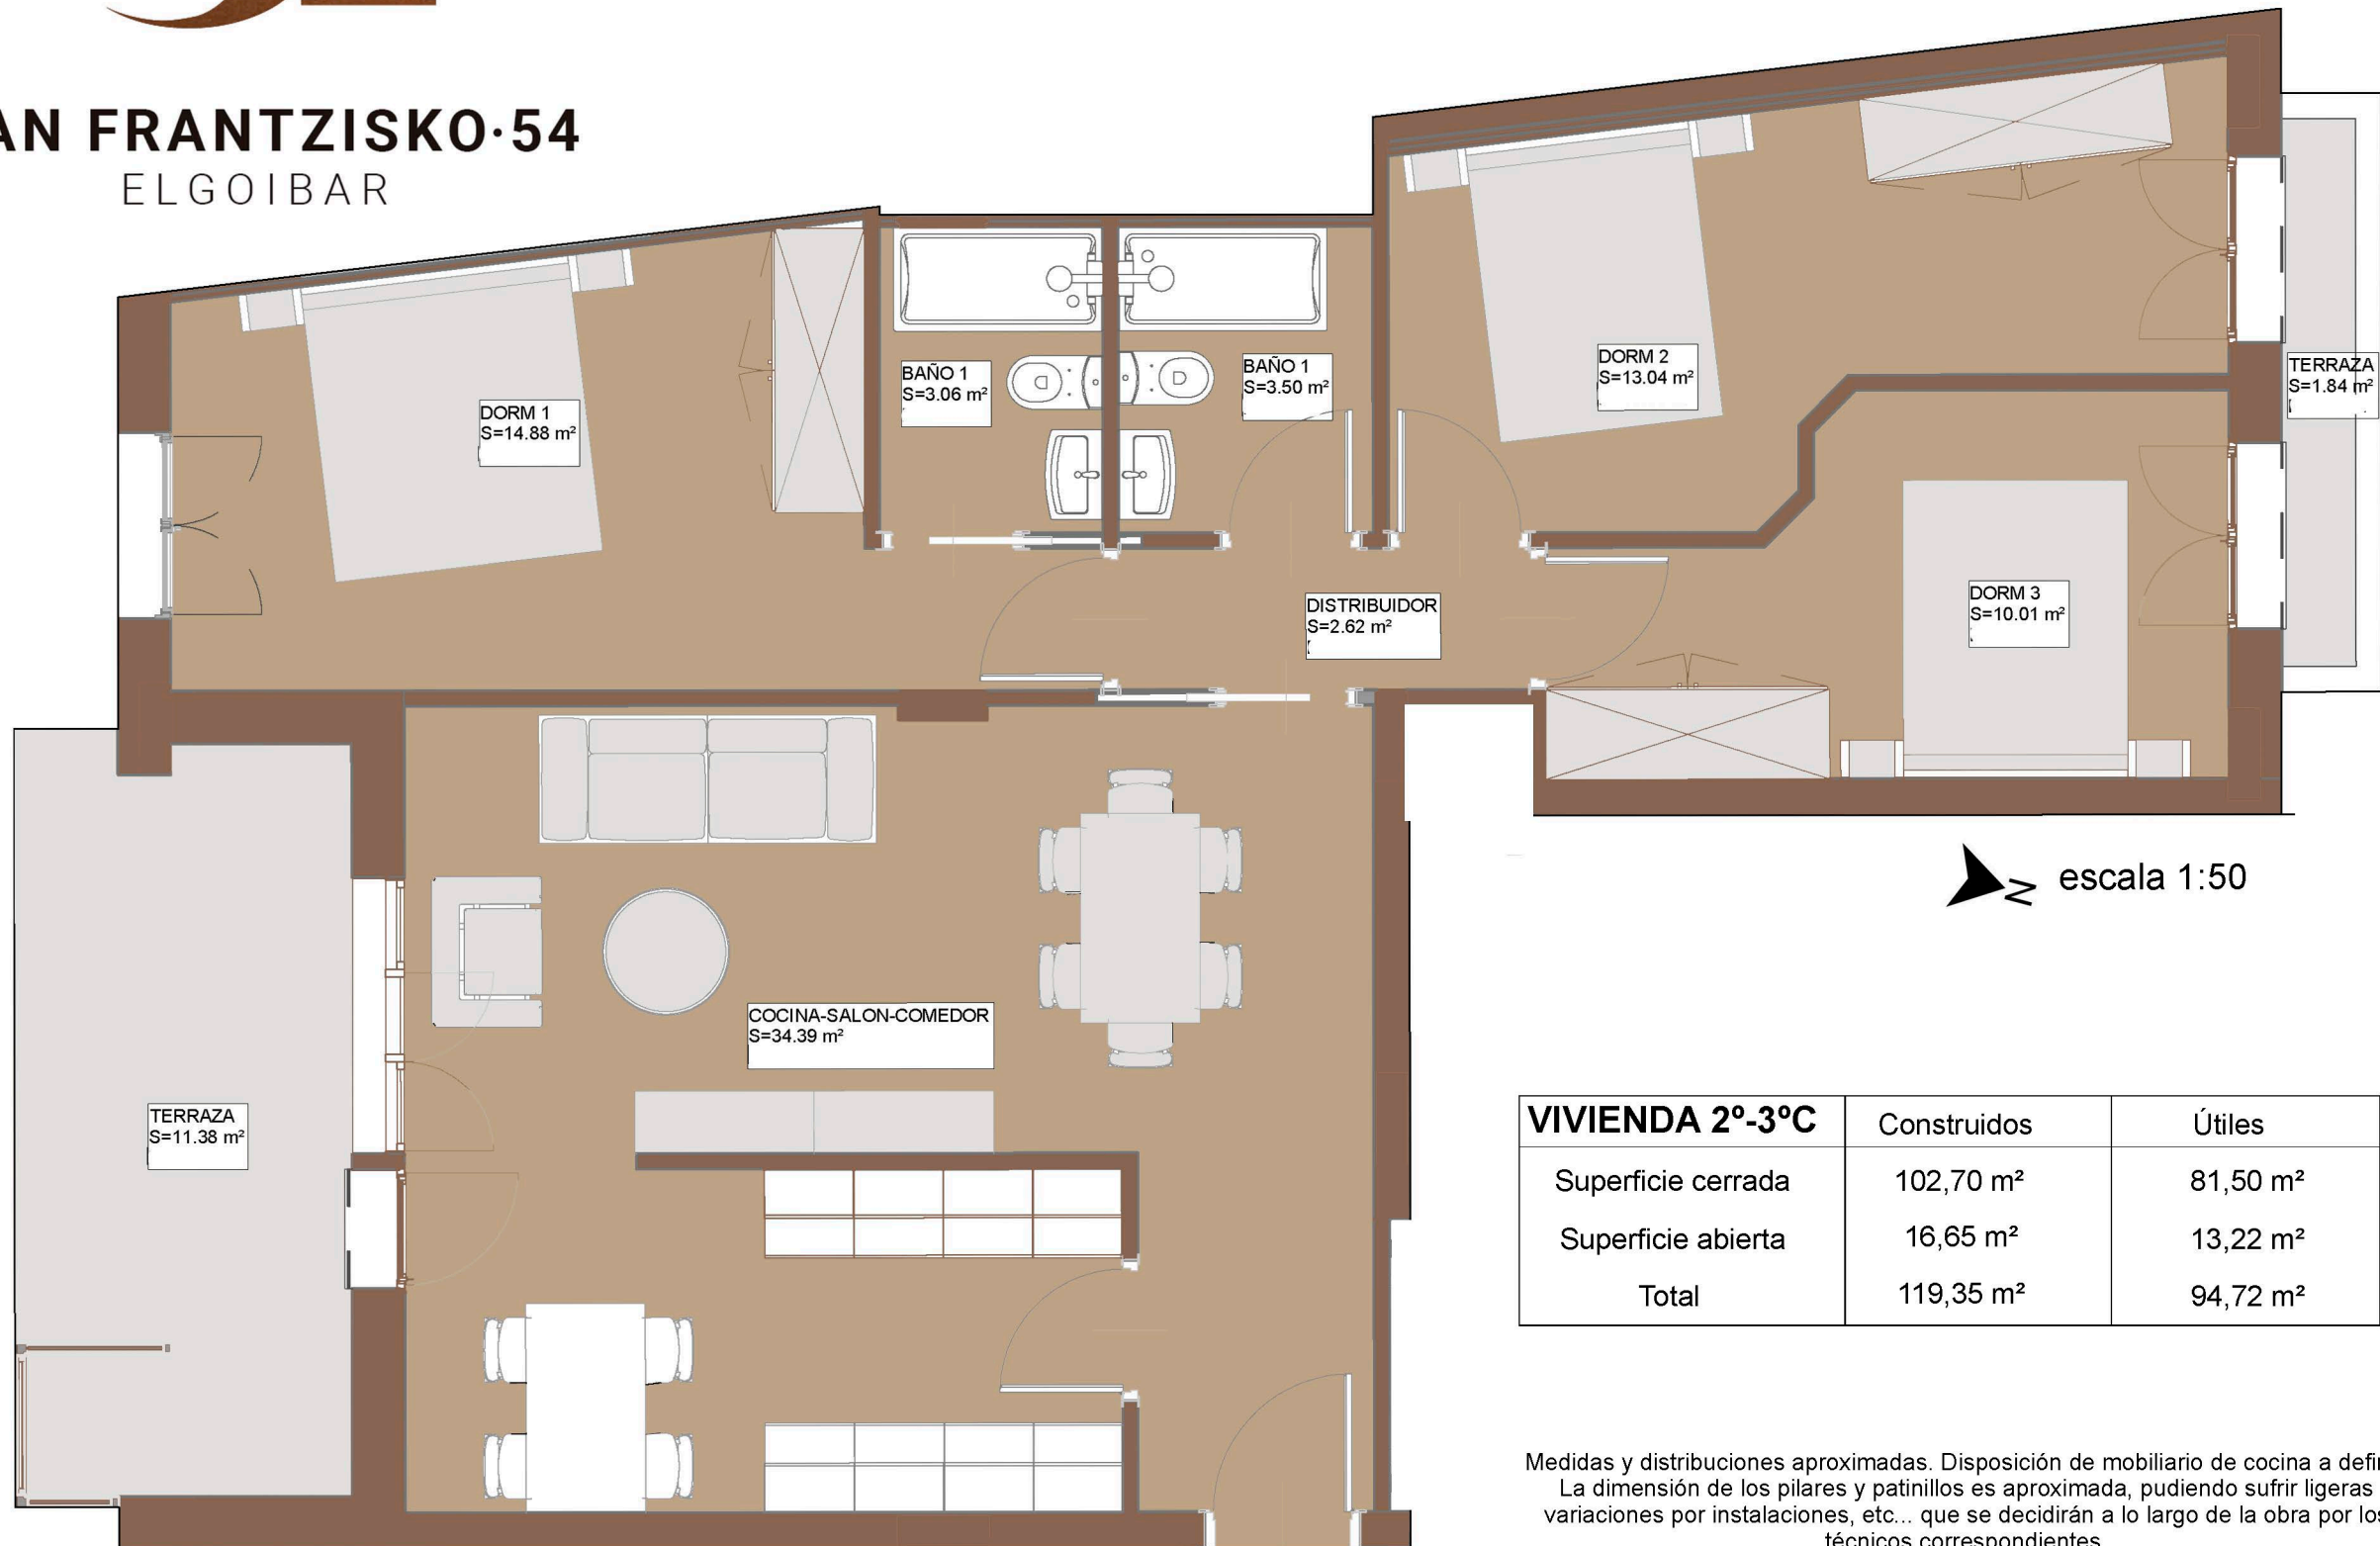 AN FRANTZISKO·54
ELGOIBAR
DORM 1
S=14.88 m²
BAÑO 1
S=3.06 m²
BAÑO 1
S=3.50 m²
DORM 2
S=13.04 m²
TERRAZA
S=1.84 m²
DISTRIBUIDOR
S=2.62 m²
DORM 3
S=10.01 m²
N escala 1:50
COCINA-SALON-COMEDOR
S=34.39 m²
TERRAZA
S=11.38 m²
VIVIENDA 2º-3ºC Construidos Útiles
Superficie cerrada 102,70 m² 81,50 m²
Superficie abierta 16,65 m² 13,22 m²
Total 119,35 m² 94,72 m²
Medidas y distribuciones aproximadas. Disposición de mobiliario de cocina a defi
La dimensión de los pilares y patinillos es aproximada, pudiendo sufrir ligeras
variaciones por instalaciones, etc... que se decidirán a lo largo de la obra por los
técnicos correspondientes